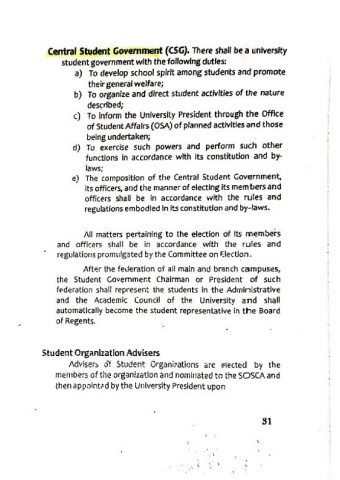 Central Student Government (CSG). There shall be a university
student government with the following duties:
a) To develop school spirit among students and promote
their general welfare;
b) To organize and direct student activities of the nature
described;
c) To inform the University President through the Office
of Student Affairs (OSA) of planned activities and those
being undertaken;
d) To exercise such powers and perform such other
functions in accordance with its constitution and by-
laws;
e) The composition of the Central Student Government,
its officers, and the manner of electing its members and
officers shall be in accordance with the rules and
regulations embodied in its constitution and by-laws.
All matters pertaining to the election of its members
and officers shall be in accordance with the rules and
regulations promulgated by the Committee on Election.
After the federation of all main and branch campuses,
the Student Government Chairman or President of such
federation shall represent the students in the Administrative
and the Academic Council of the University and shall
automatically become the student representative in the Board
of Regents.
Student Organization Advisers
Advisers of Student Organizations are elected by the
members of the organization and nominated to the SOSCA and
then appointed by the University President upon
31